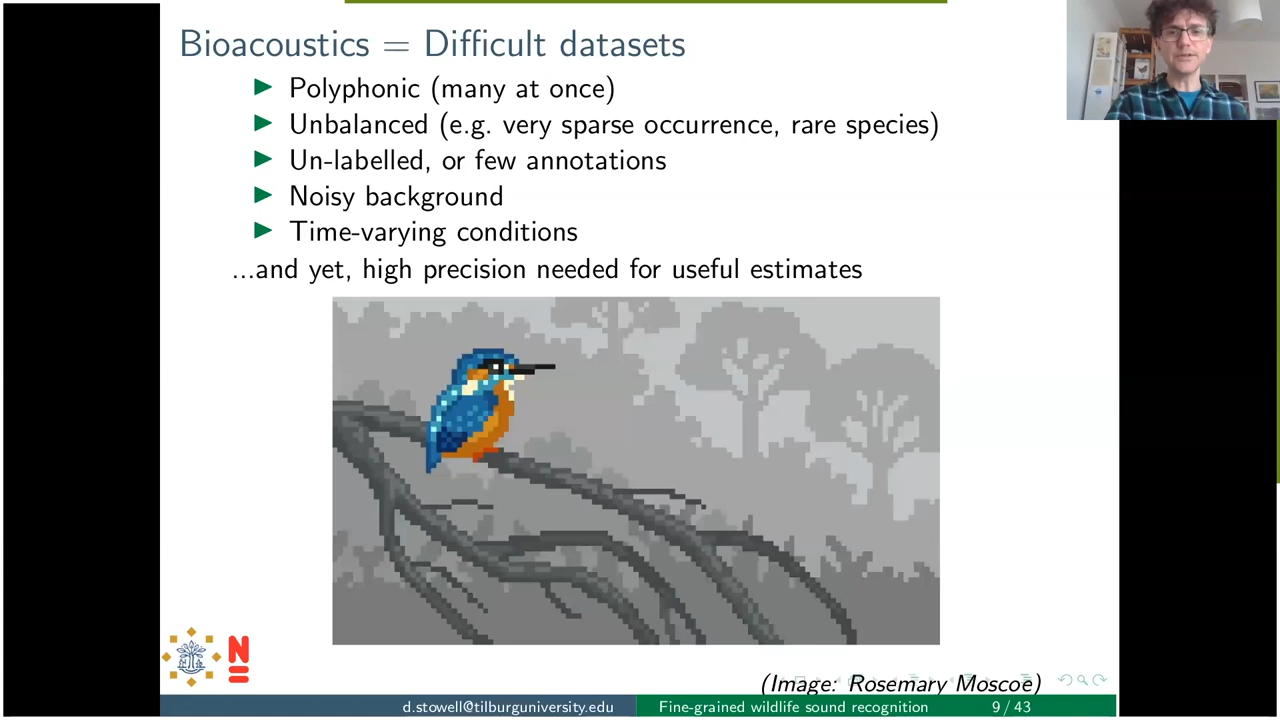 Bioacoustics = Difficult datasets
Polyphonic (many at once)
Unbalanced (e.g. very sparse occurrence, rare species)
Un-labelled, or few annotations
Noisy background
Time-varying conditions
...and yet, high precision needed for useful estimates
N
(Image: Rosemary Moscoe)
d.stowell@tilburguniversity.edu Fine-grained wildlife sound recognition 9 / 43